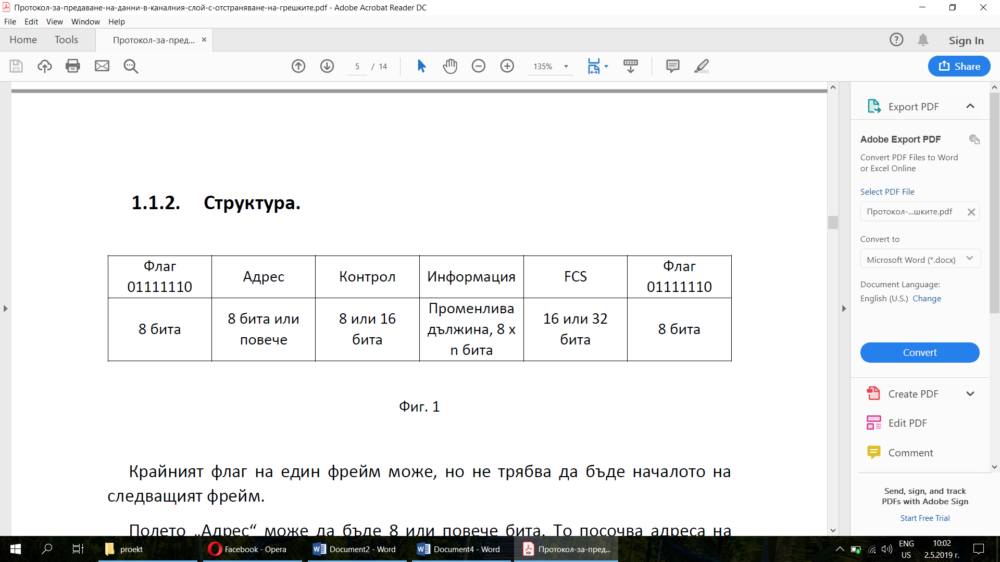 Протокол-за-предаване-на-данни-в-каналния-слой-с-отстраняване-на-грешките.pdf - Adobe Acrobat Reader DC
File Edit View Window Help
Home Tools Протокол-за-пред... × Sign In
5 / 14 135% Share
Export PDF
Adobe Export PDF
Convert PDF Files to Word
or Excel Online
Select PDF File
Протокол-...шките.pdf
Convert to
Microsoft Word (*.docx)
Document Language:
English (U.S.) Change
Convert
Create PDF
Edit PDF
Comment
Send, sign, and track
PDFs with Adobe Sign
Start Free Trial
1.1.2. Структура.
Флаг
01111110
Адрес
Контрол
Информация
FCS
Флаг
01111110
8 бита
8 бита или
повече
8 или 16
бита
Променлива
дължина, 8 x
n бита
16 или 32
бита
8 бита
Фиг. 1
Крайният флаг на един фрейм може, но не трябва да бъде началото на
следващият фрейм.
Полето „Адрес“ може да бъде 8 или повече бита. То посочва адреса на
proekt
Facebook - Opera
Document2 - Word
Document4 - Word
Протокол-за-пред...
ENG
US
10:02
2.5.2019 г.